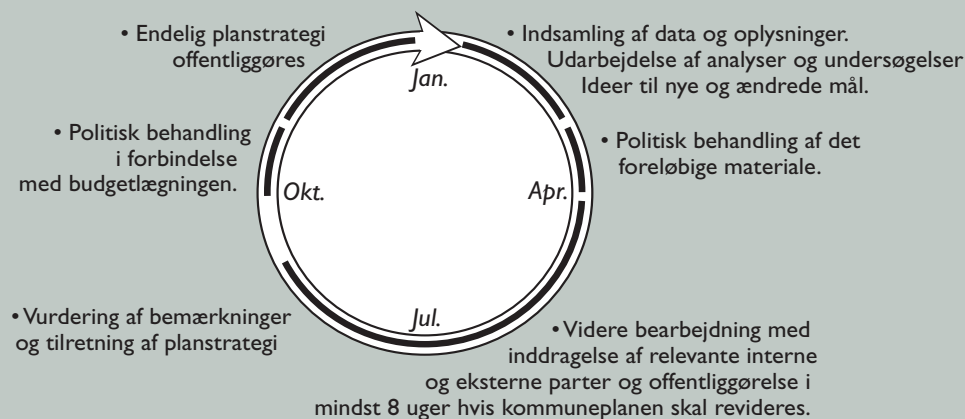 • Endelig planstrategi
offentliggøres
• Indsamling af data og oplysninger.
Udarbejdelse af analyser og undersøgelser
Ideer til nye og ændrede mål.
Jan.
• Politisk behandling
i forbindelse
med budgetlægningen.
• Politisk behandling af det
foreløbige materiale.
Okt.
Apr.
• Vurdering af bemærkninger
og tilretning af planstrategi
Jul.
• Videre bearbejdning med
inddragelse af relevante interne
og eksterne parter og offentliggørelse i
mindst 8 uger hvis kommuneplanen skal revideres.